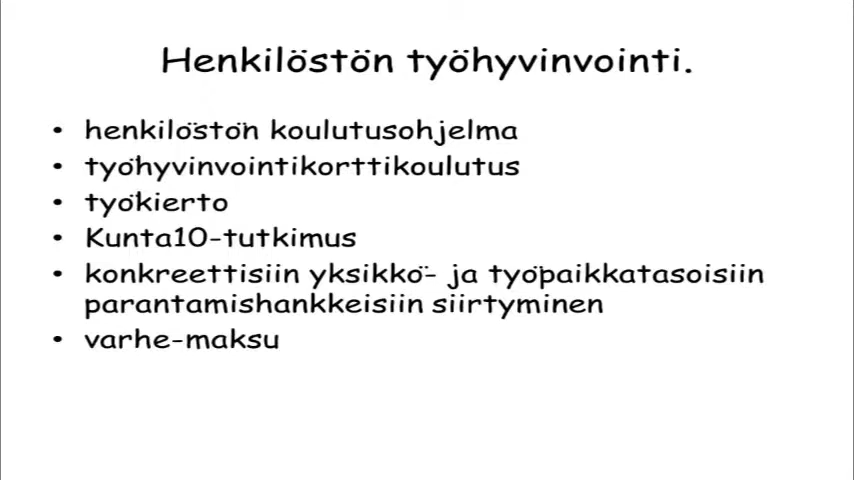 Henkilöstön työhyvinvointi.
• henkilöstön koulutusohjelma
• työhyvinvointikorttikoulutus
• työkierto
• Kunta10-tutkimus
• konkreettisiin yksikkö- ja työpaikkatasoisiin
parantamishankkeisiin siirtyminen
• varhe-maksu